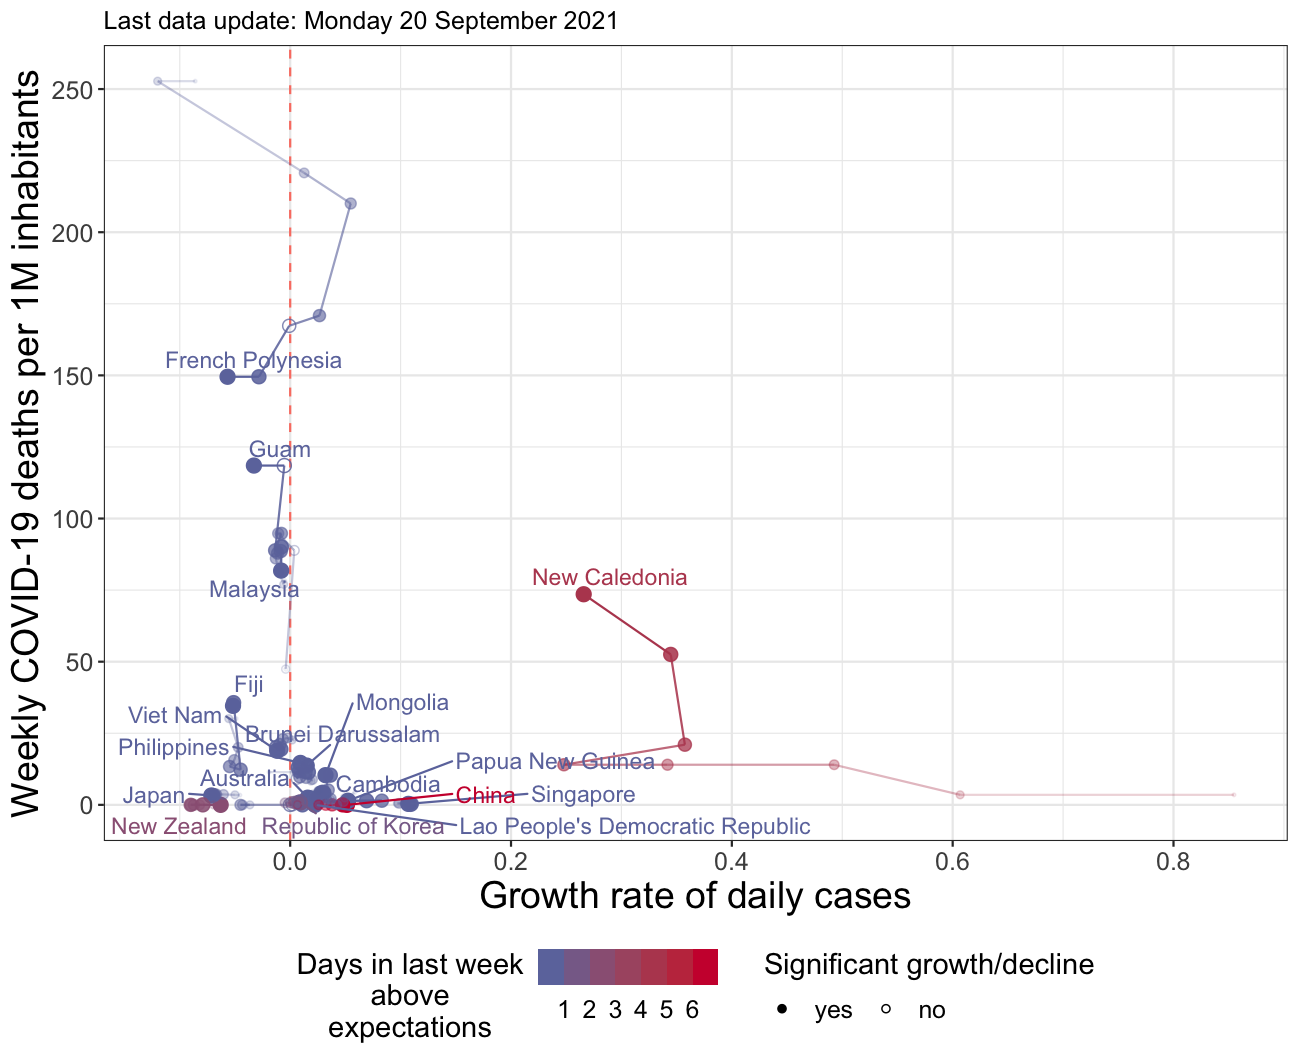 Last data update: Monday 20 September 2021
Weekly COVID-19 deaths per 1M inhabitants
250
200
150
100
50
0
French Polynesia
Guam
Malaysia
New Caledonia
Fiji
Mongolia
Viet Nam
Brunei Darussalam
Philippines
Papua New Guinea
Australia
Cambodia
Japan
China
Singapore
New Zealand
Republic of Korea
Lao People's Democratic Republic
0.0
0.2
0.4
0.6
0.8
Growth rate of daily cases
Days in last week
above
expectations
1 2 3 4 5 6
Significant growth/decline
yes
no